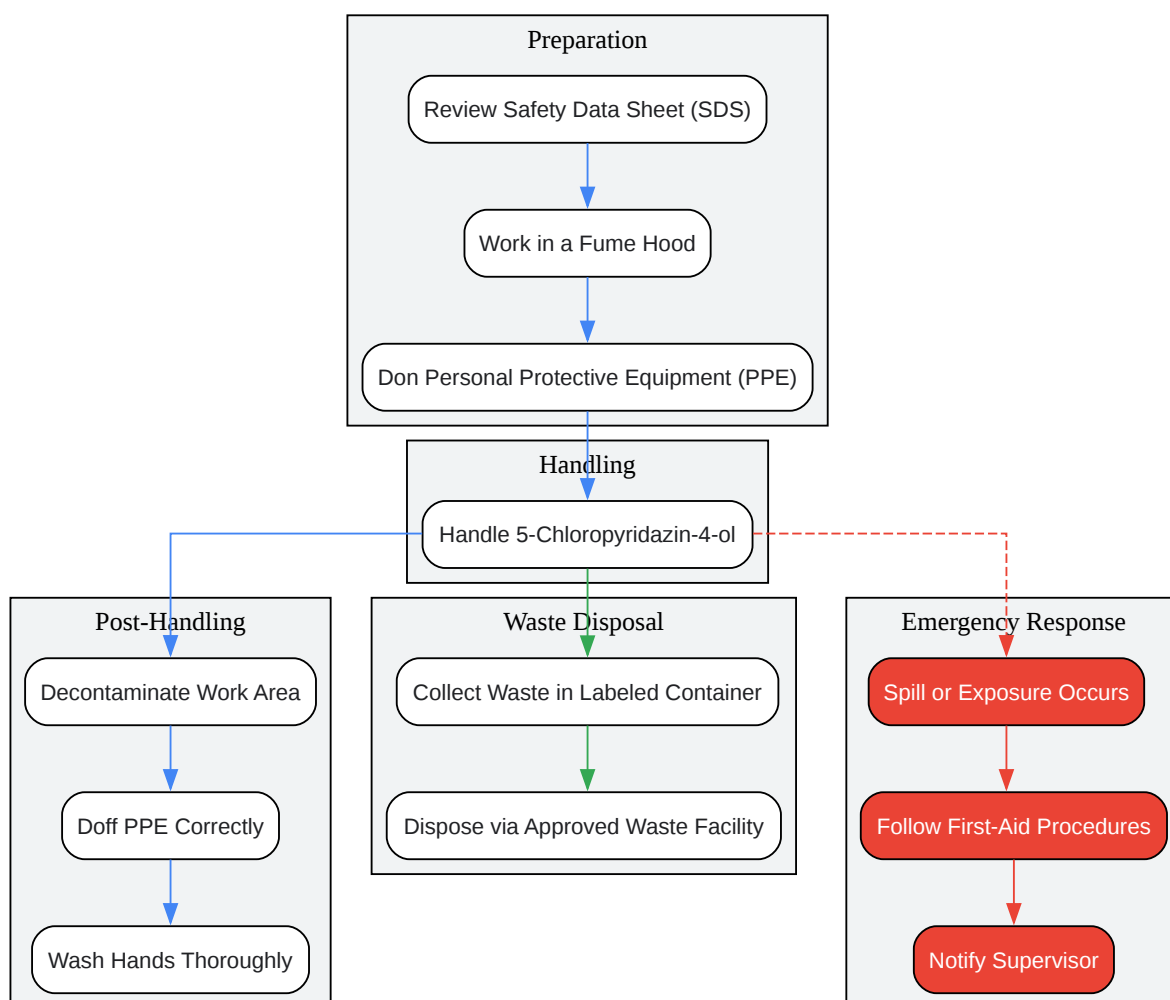 Preparation
Review Safety Data Sheet (SDS)
Work in a Fume Hood
Don Personal Protective Equipment (PPE)
Handling
Handle 5-Chloropyridazin-4-ol
Post-Handling
Decontaminate Work Area
Doff PPE Correctly
Wash Hands Thoroughly
Waste Disposal
Collect Waste in Labeled Container
Dispose via Approved Waste Facility
Emergency Response
Spill or Exposure Occurs
Follow First-Aid Procedures
Notify Supervisor